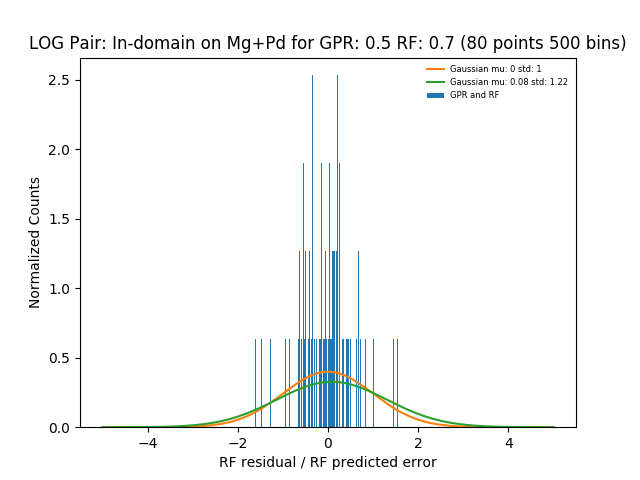 LOG Pair: In-domain on Mg+Pd for GPR: 0.5 RF: 0.7 (80 points 500 bins)
Gaussian mu: 0 std: 1
Gaussian mu: 0.08 std: 1.22
GPR and RF
Normalized Counts
2.5
2.0
1.5
1.0
0.5
0.0
−4 −2 0 2 4
RF residual / RF predicted error